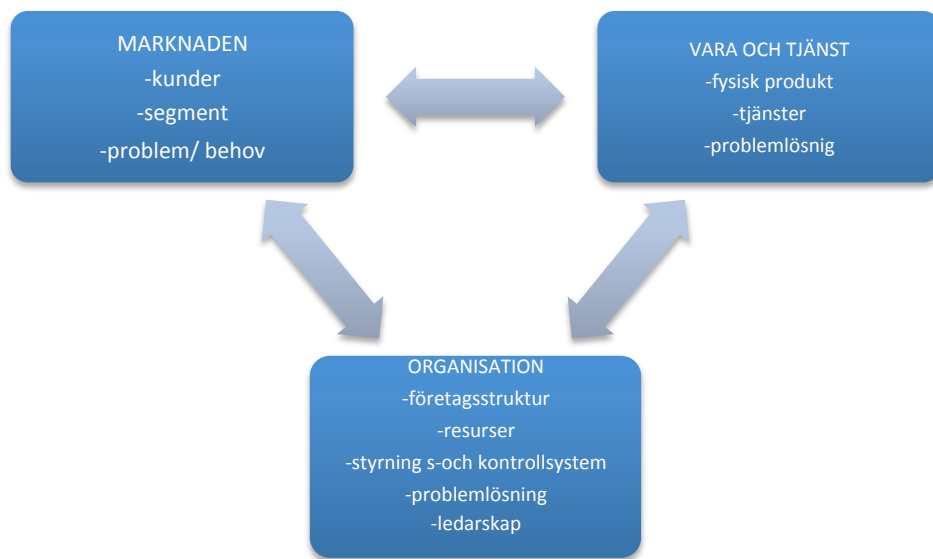 MARKNADEN
-kunder
-segment
-problem/ behov
VARA OCH TJÄNST
-fysisk produkt
-tjänster
-problemlösnig
ORGANISATION
-företagsstruktur
-resurser
-styrning s-och kontrollsystem
-problemlösning
-ledarskap